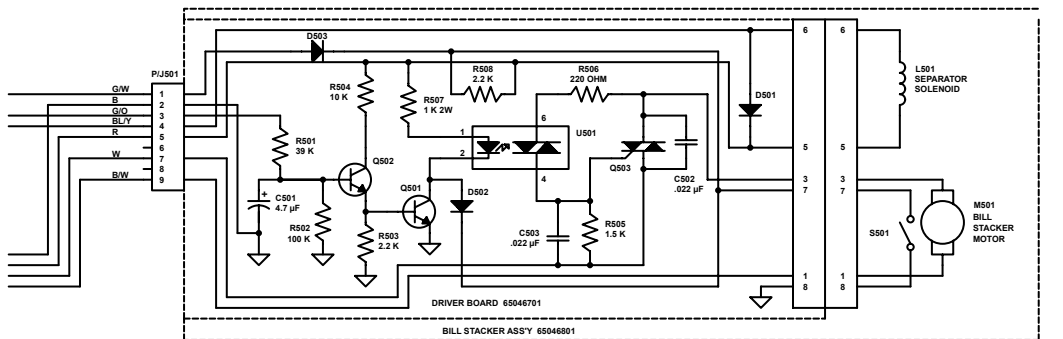 P/J501
G/W
B
G/O
BL/Y
R
W
B/W
1
2
3
4
5
6
7
8
9
D503
R504
10 K
R507
1 K 2W
R508
2.2 K
R506
220 OHM
R501
39 K
C501
4.7 µF
+
R502
100 K
Q502
R503
2.2 K
Q501
D502
1
2
6
4
U501
Q503
C502
.022 µF
C503
.022 µF
R505
1.5 K
D501
6
5
3
7
1
8
6
5
3
7
1
8
L501
SEPARATOR
SOLENOID
S501
M501
BILL
STACKER
MOTOR
DRIVER BOARD 65046701
BILL STACKER ASS'Y 65046801